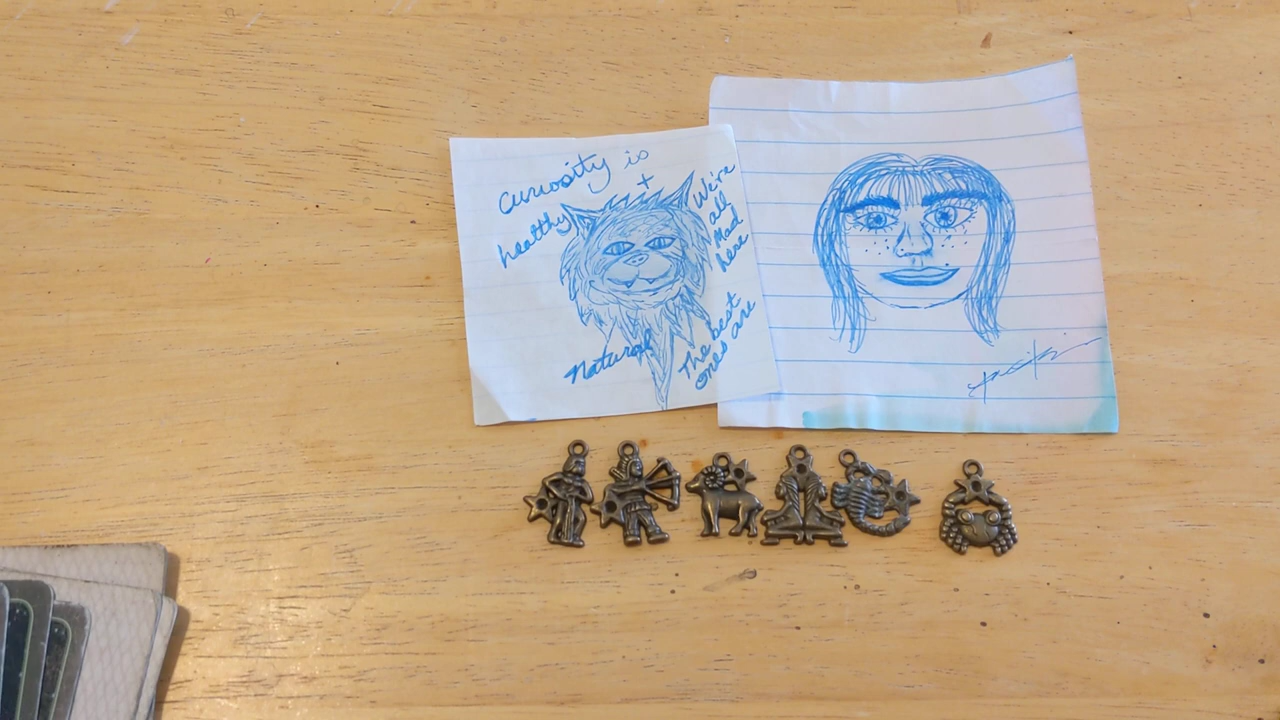 curiosity is
healthy +
Natural
We're
all
Mad
here
The best
ones are